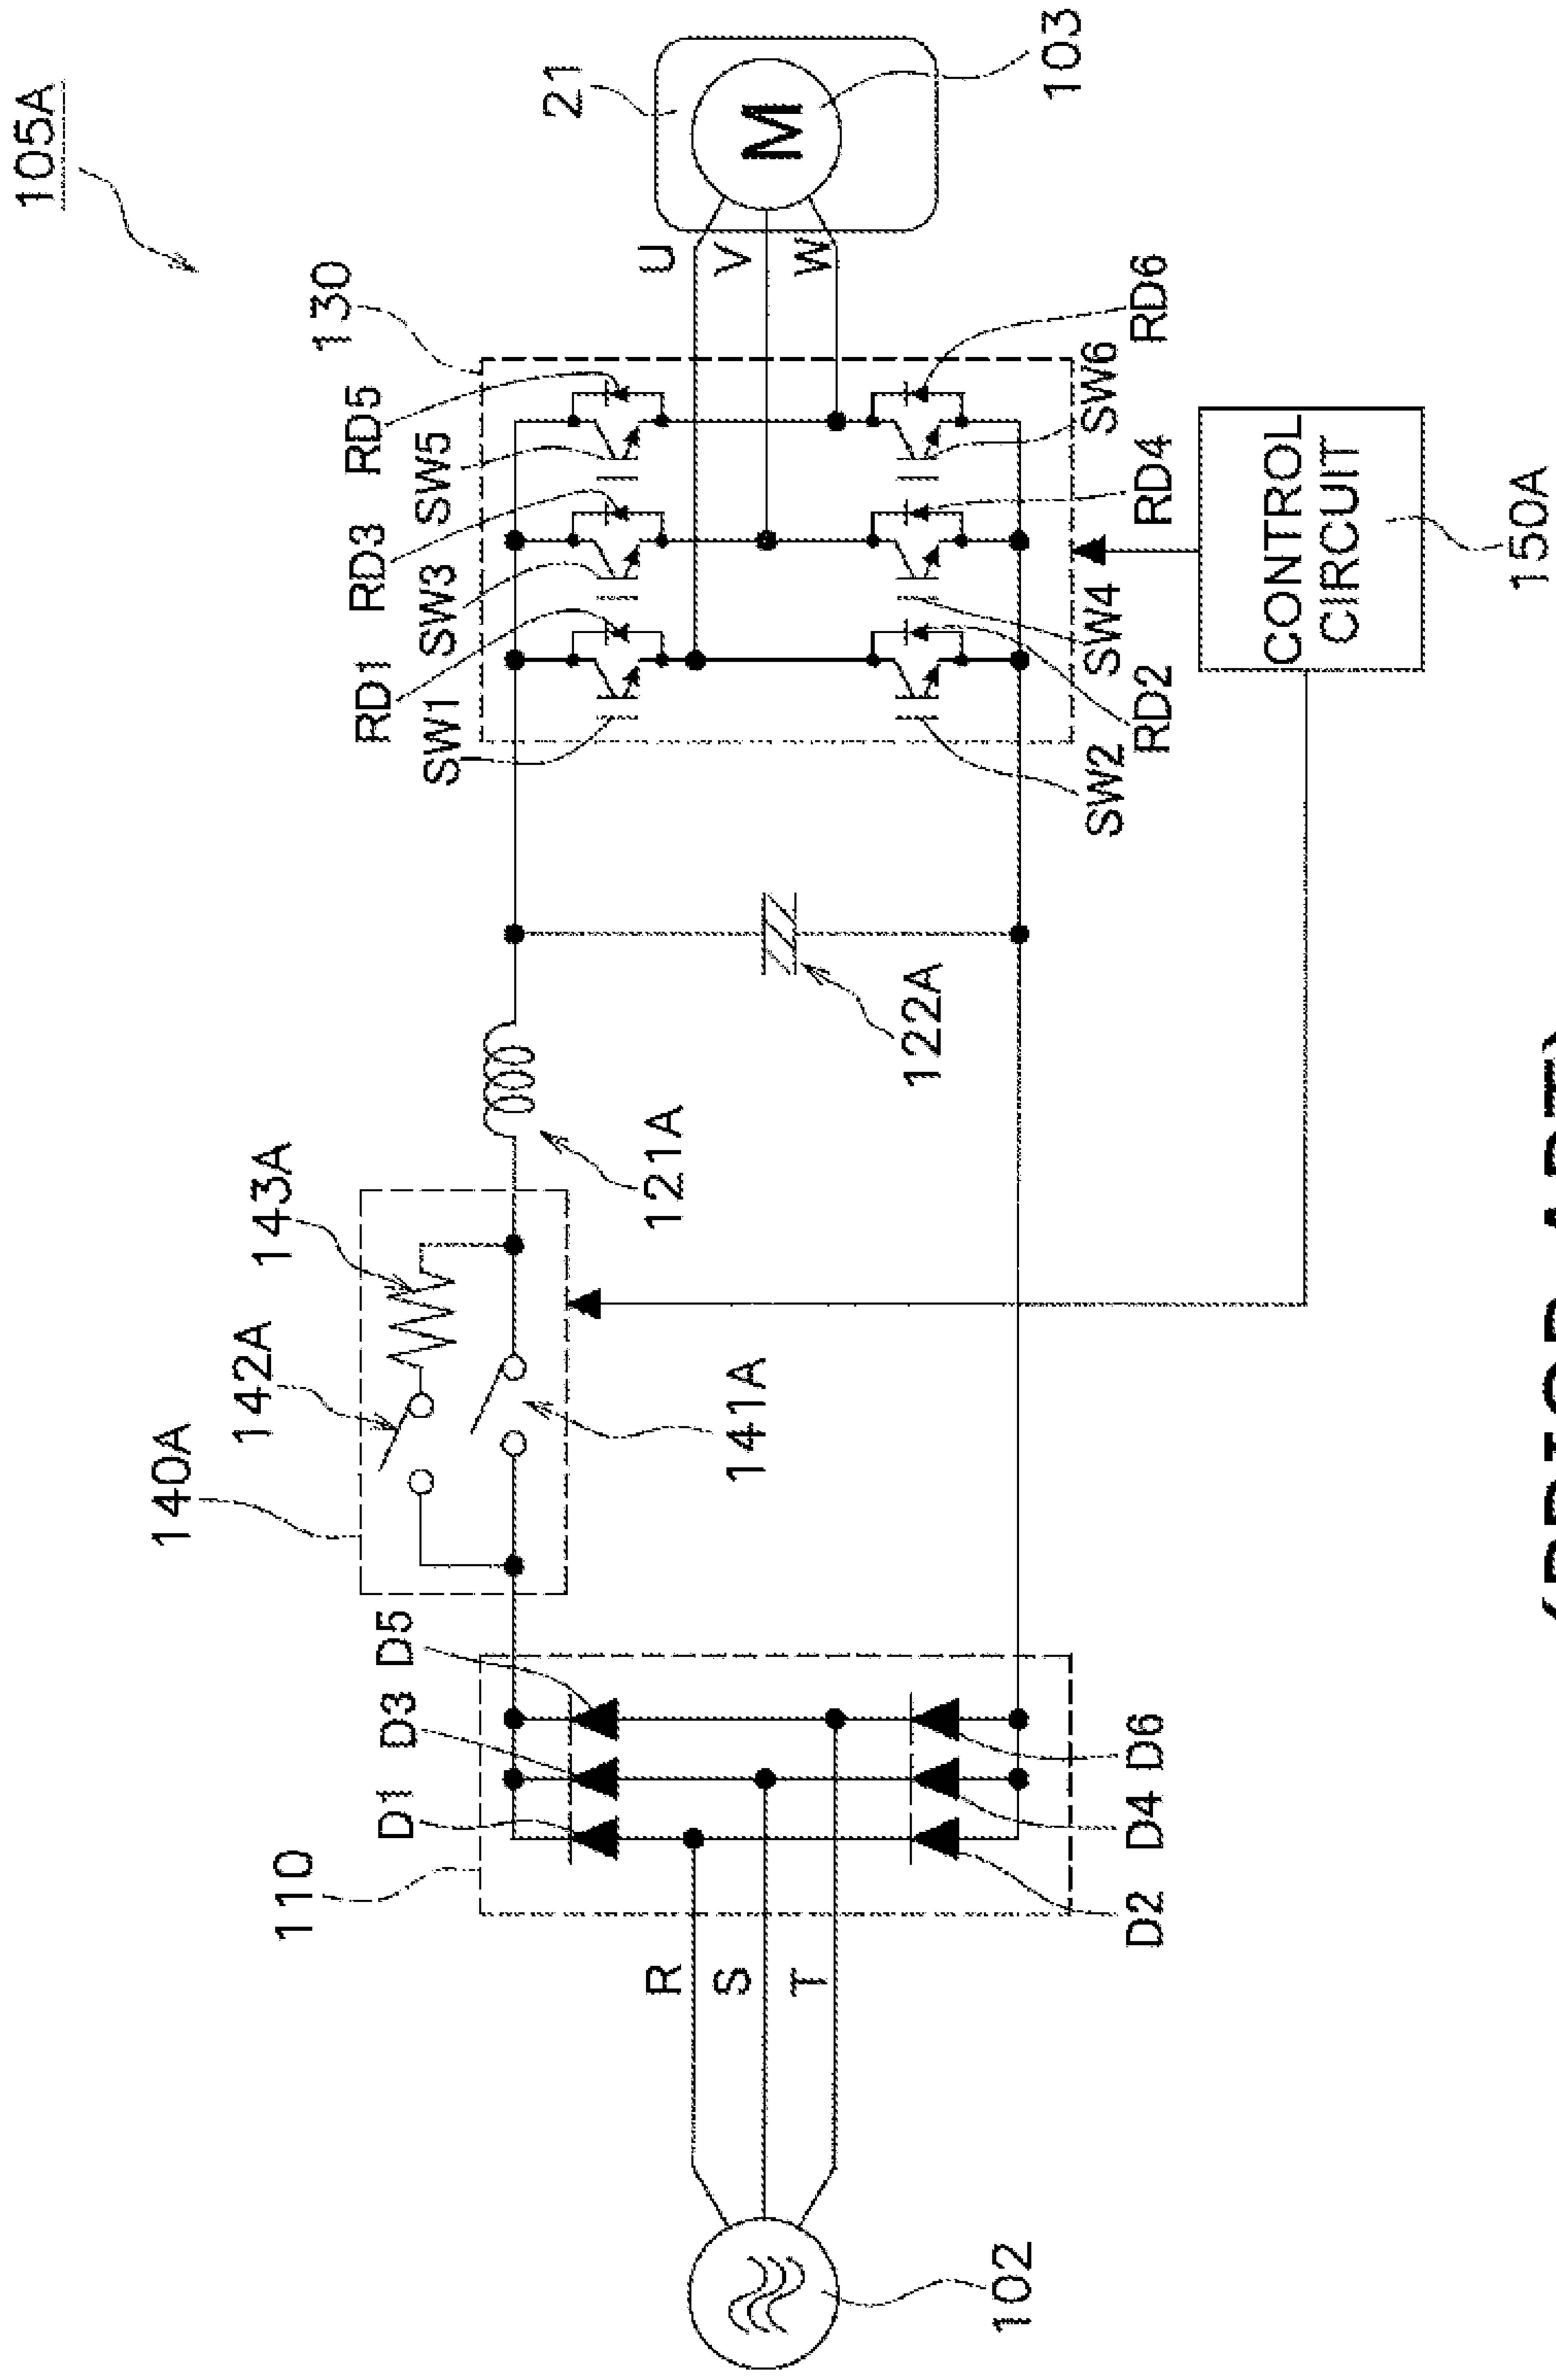 105A
130
RD5
SW5
RD3
SW3
RD1
SW1
21
M
103
U
V
W
RD6
SW6
RD4
SW4
RD2
SW2
CONTROL
CIRCUIT
150A
122A
121A
143A
142A
140A
141A
110
D1
D3
D5
D2
D4
D6
R
S
T
102